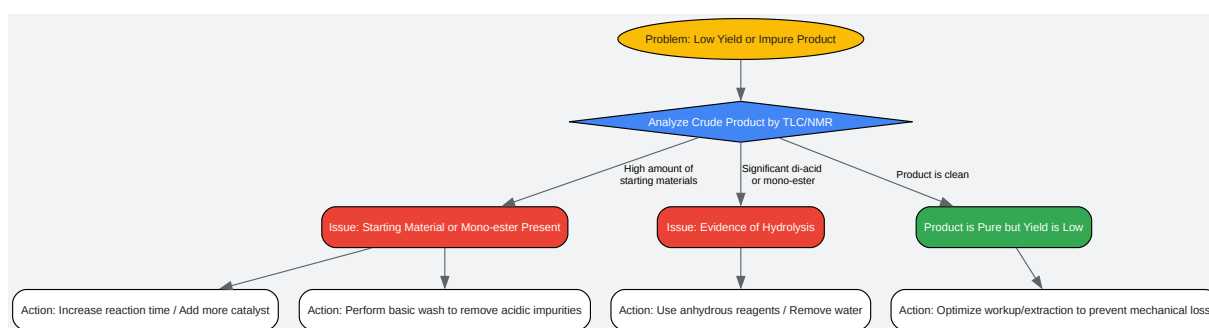 Problem: Low Yield or Impure Product
Analyze Crude Product by TLC/NMR
High amount of
starting materials
Significant di-acid
or mono-ester
Product is clean
Issue: Starting Material or Mono-ester Present
Issue: Evidence of Hydrolysis
Product is Pure but Yield is Low
Action: Increase reaction time / Add more catalyst
Action: Perform basic wash to remove acidic impurities
Action: Use anhydrous reagents / Remove water
Action: Optimize workup/extraction to prevent mechanical loss